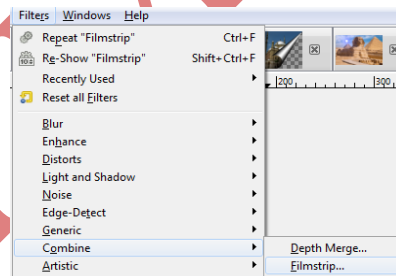 Filters Windows Help
Repeat "Filmstrip" Ctrl+F
Re-Show "Filmstrip" Shift+Ctrl+F
Recently Used
Reset all Filters
200 300
Blur
Enhance
Distorts
Light and Shadow
Noise
Edge-Detect
Generic
Combine Depth Merge...
Artistic Filmstrip...